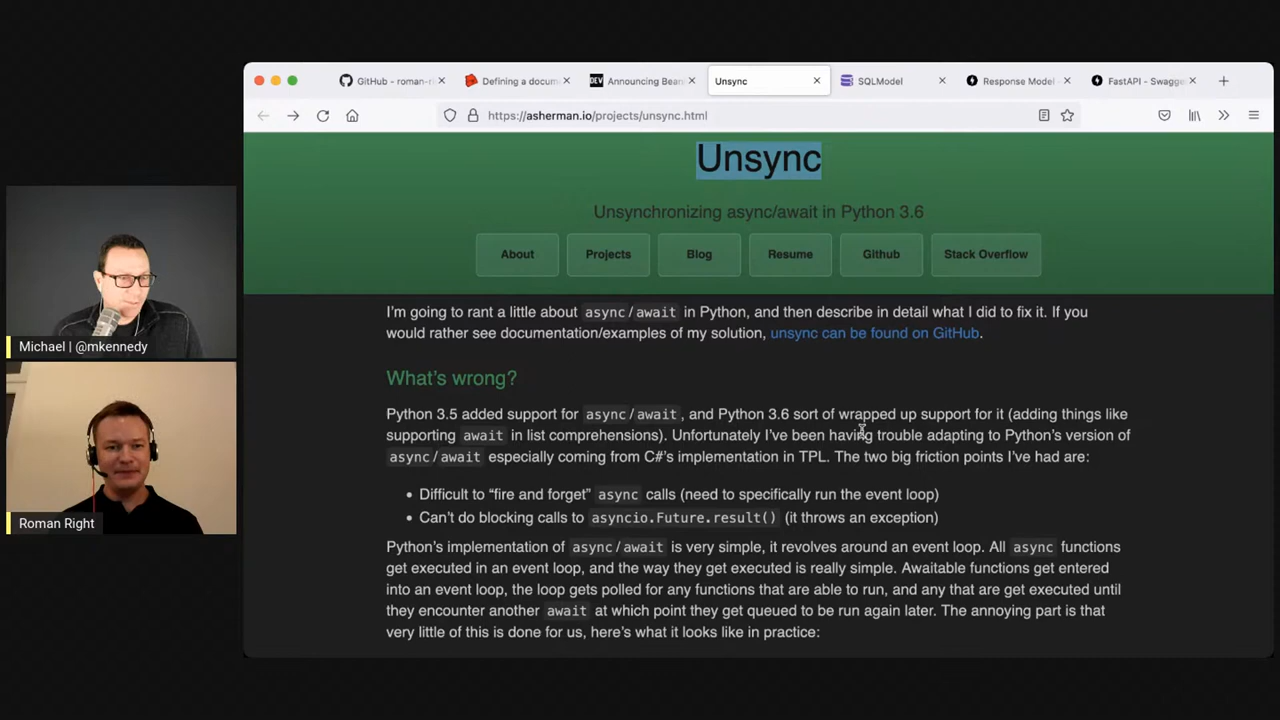 GitHub - roman-ri
Defining a docum
DEV
Announcing Bean
Unsync
SQLModel
Response Model -
FastAPI - Swagge
https://asherman.io/projects/unsync.html
Unsync
Unsynchronizing async/await in Python 3.6
About
Projects
Blog
Resume
Github
Stack Overflow
I'm going to rant a little about async/await in Python, and then describe in detail what I did to fix it. If you
would rather see documentation/examples of my solution, unsync can be found on GitHub.
What's wrong?
Python 3.5 added support for async/await, and Python 3.6 sort of wrapped up support for it (adding things like
supporting await in list comprehensions). Unfortunately I've been having trouble adapting to Python's version of
async/await especially coming from C#'s implementation in TPL. The two big friction points I've had are:
• Difficult to “fire and forget” async calls (need to specifically run the event loop)
• Can't do blocking calls to asyncio.Future.result() (it throws an exception)
Python's implementation of async/await is very simple, it revolves around an event loop. All async functions
get executed in an event loop, and the way they get executed is really simple. Awaitable functions get entered
into an event loop, the loop gets polled for any functions that are able to run, and any that are get executed until
they encounter another await at which point they get queued to be run again later. The annoying part is that
very little of this is done for us, here's what it looks like in practice:
Michael | @mkennedy
Roman Right